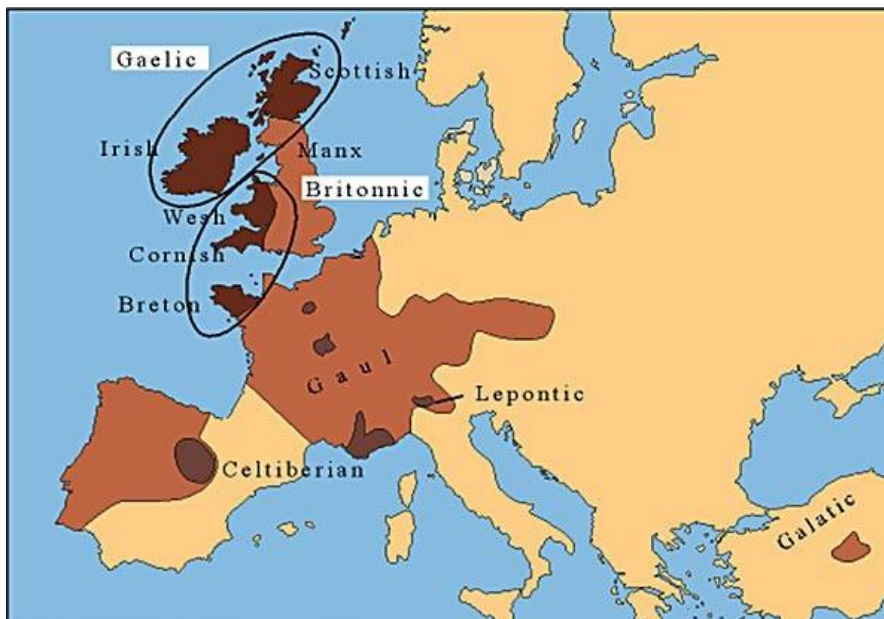 Gaelic
Scottish
Irish
Manx
Britonnic
Wesh
Cornish
Breton
Gaul
Lepontic
Celtiberian
Galatic